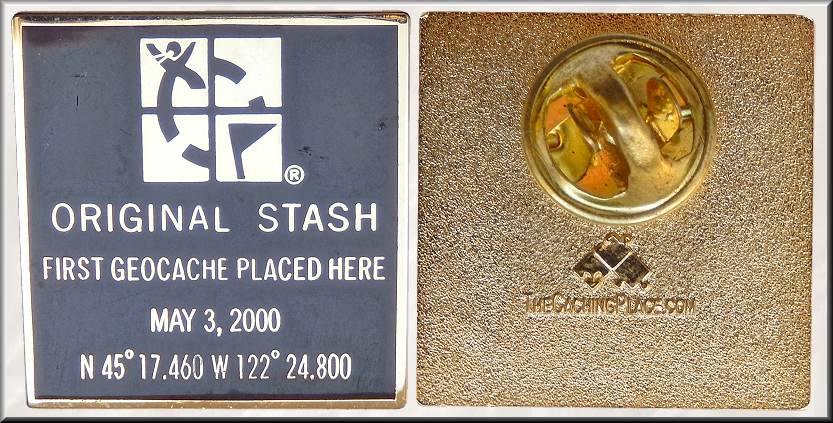 ®
ORIGINAL STASH
FIRST GEOCACHE PLACED HERE
MAY 3, 2000
N 45° 17.460 W 122° 24.800
THECACHINGPLACE.COM